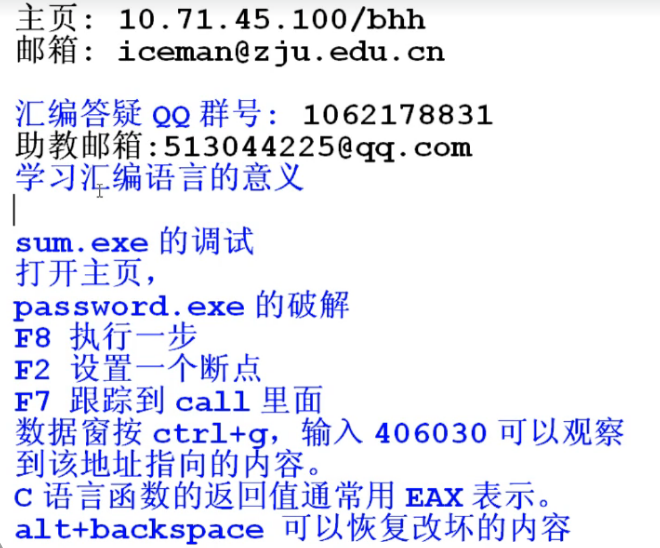 主页: 10.71.45.100/bhh
邮箱: iceman@zju.edu.cn
汇编答疑 QQ 群号: 1062178831
助教邮箱:513044225@qq.com
学习汇编语言的意义
sum.exe 的调试
打开主页，
password.exe 的破解
F8 执行一步
F2 设置一个断点
F7 跟踪到 call 里面
数据窗按 ctrl+g，输入 406030 可以观察
到该地址指向的内容。
C 语言函数的返回值通常用 EAX 表示。
alt+backspace 可以恢复改坏的内容